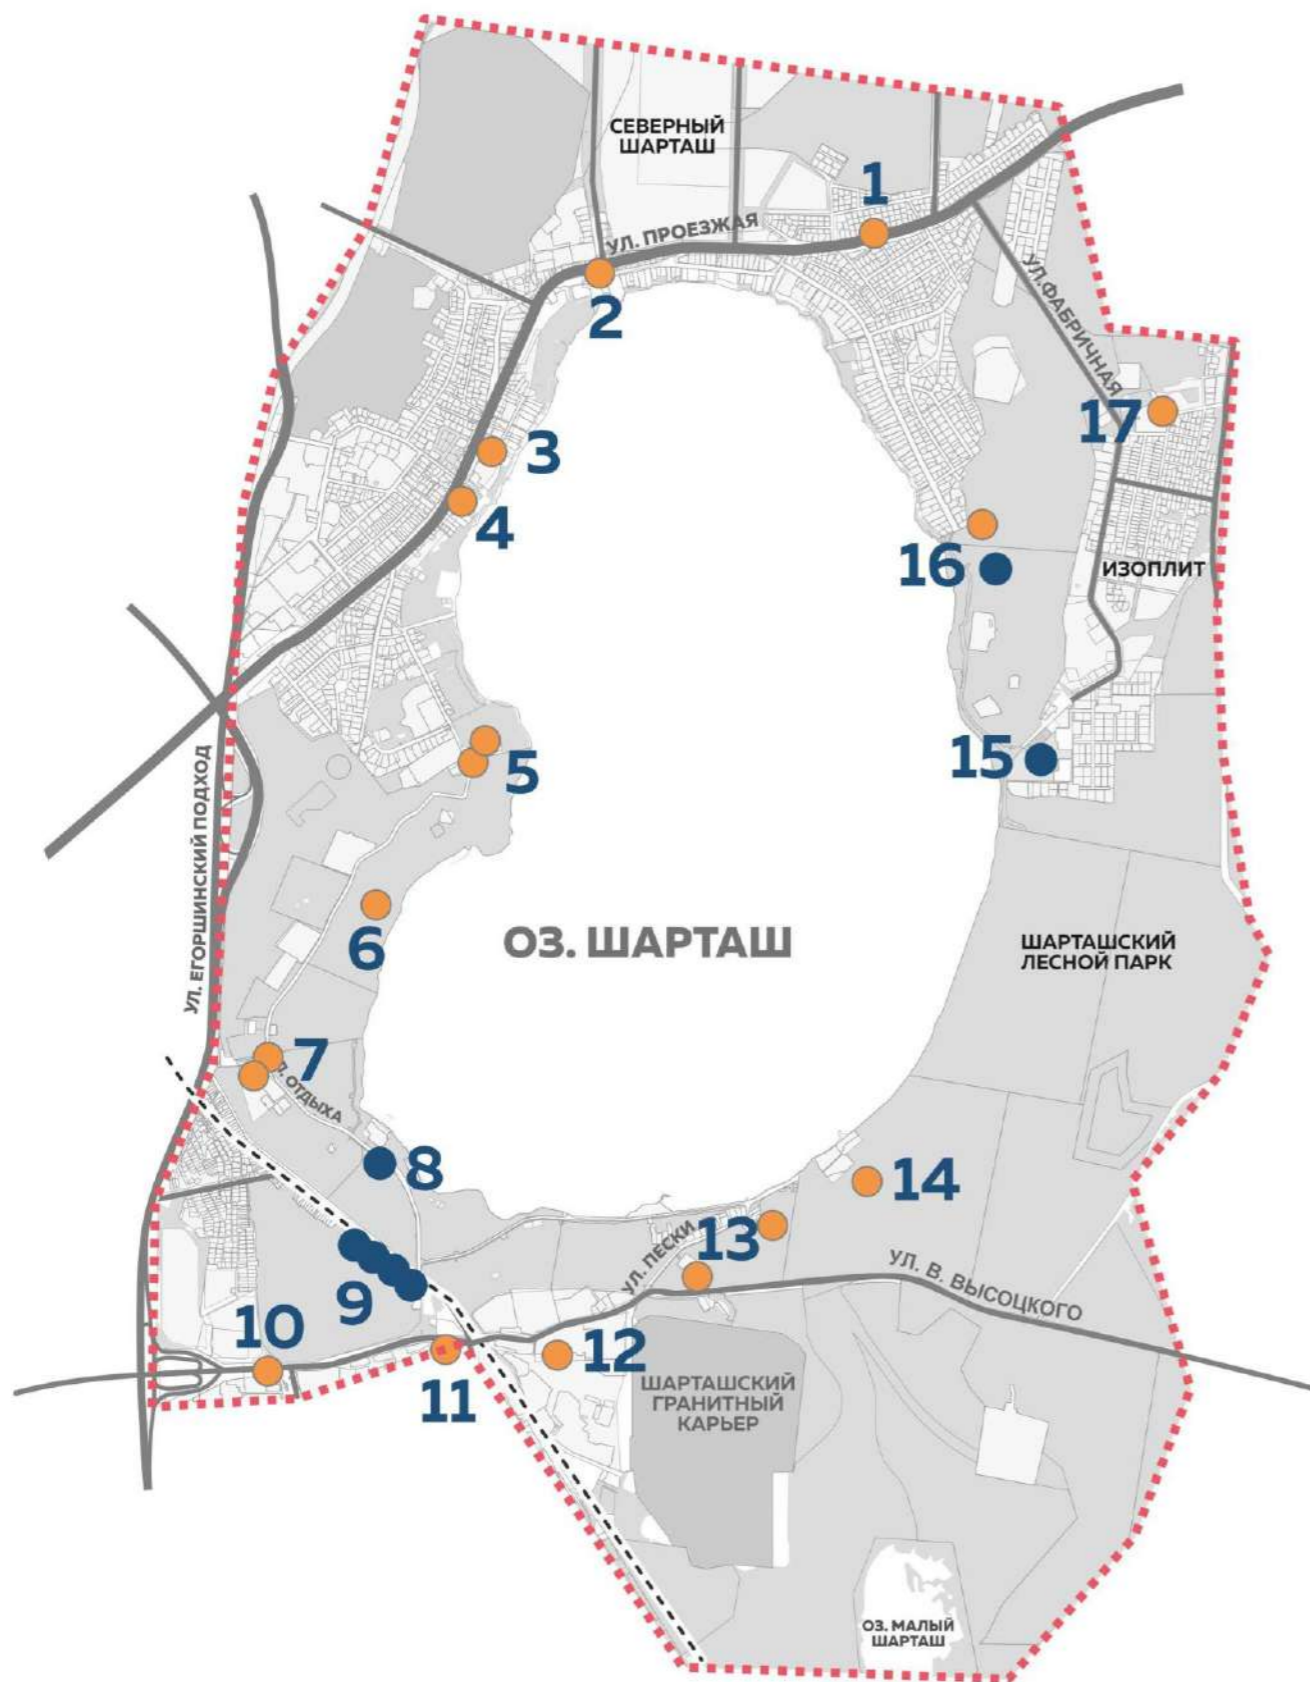 СЕВЕРНЫЙ
ШАРТАШ
1
УЛ. ПРОЕЗЖАЯ
2
УЛ.ФАБРИЧНАЯ
17
3
4
16
ИЗОПЛИТ
5
15
УЛ. ЕГОРШИНСКИЙ ПОДХОД
6
ОЗ. ШАРТАШ
ШАРТАШСКИЙ
ЛЕСНОЙ ПАРК
7
Л. ОТДЫХА
8
14
13
УЛ. ПЕСКИ
УЛ. В. ВЫСОЦКОГО
9
10
11
12
ШАРТАШСКИЙ
ГРАНИТНЫЙ
КАРЬЕР
ОЗ. МАЛЫЙ
ШАРТАШ